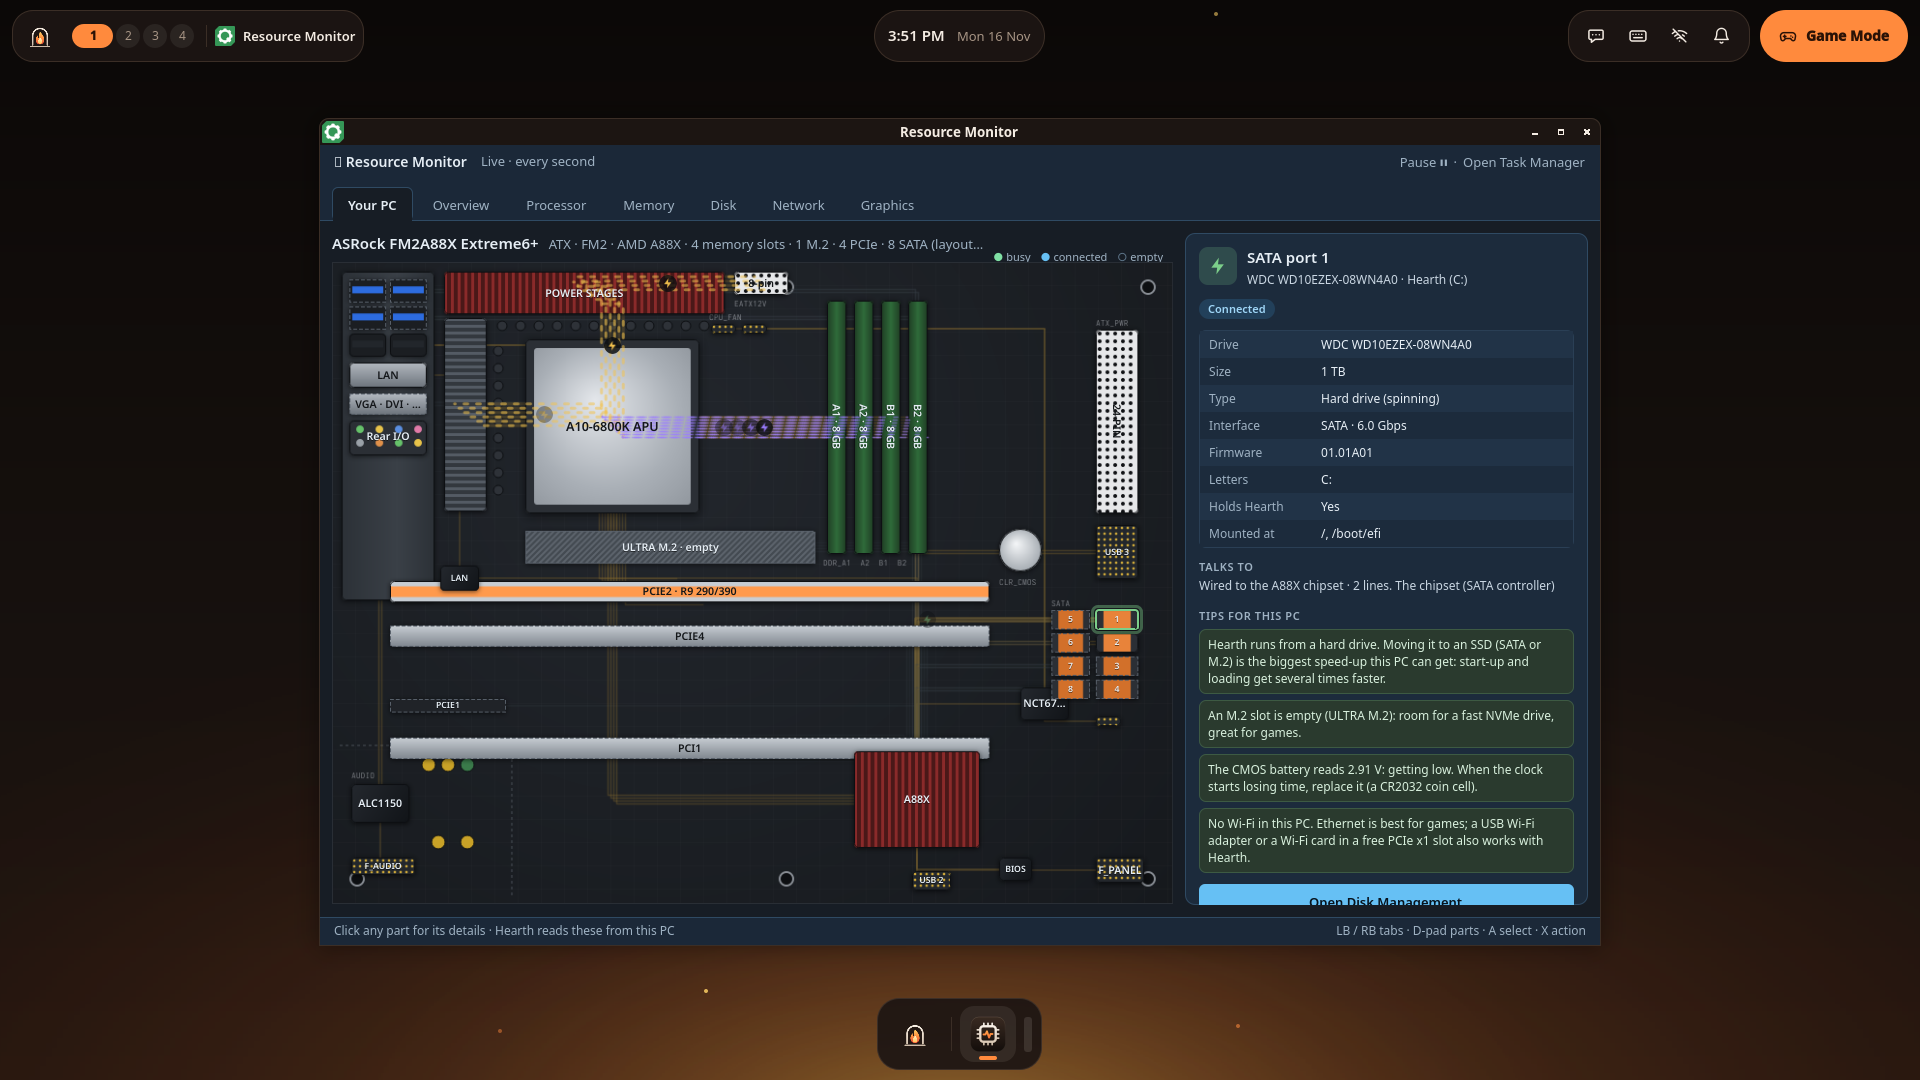 1 2 3 4 Resource Monitor
3:51 PM Mon 16 Nov
Game Mode
Resource Monitor
Resource Monitor Live · every second
Pause · Open Task Manager
Your PC Overview Processor Memory Disk Network Graphics
ASRock FM2A88X Extreme6+ ATX · FM2 · AMD A88X · 4 memory slots · 1 M.2 · 4 PCIe · 8 SATA (layout...
busy connected empty
POWER STAGES
8-pin
EATX12V
CPU_FAN
ATX_PWR
LAN
VGA · DVI · ...
Rear I/O
A10-6800K APU
A1 · 8 GB
A2 · 8 GB
B1 · 8 GB
B2 · 8 GB
24-PIN
ULTRA M.2 · empty
DDR_A1 A2 B1 B2
CLR_CMOS
USB 3
LAN
PCIE2 · R9 290/390
SATA
5 1
6 2
7 3
8 4
PCIE4
NCT67...
PCIE1
PCI1
AUDIO
ALC1150
A88X
F_AUDIO
USB 2
BIOS
F_PANEL
SATA port 1
WDC WD10EZEX-08WN4A0 · Hearth (C:)
Connected
Drive WDC WD10EZEX-08WN4A0
Size 1 TB
Type Hard drive (spinning)
Interface SATA · 6.0 Gbps
Firmware 01.01A01
Letters C:
Holds Hearth Yes
Mounted at /, /boot/efi
TALKS TO
Wired to the A88X chipset · 2 lines. The chipset (SATA controller)
TIPS FOR THIS PC
Hearth runs from a hard drive. Moving it to an SSD (SATA or
M.2) is the biggest speed-up this PC can get: start-up and
loading get several times faster.
An M.2 slot is empty (ULTRA M.2): room for a fast NVMe drive,
great for games.
The CMOS battery reads 2.91 V: getting low. When the clock
starts losing time, replace it (a CR2032 coin cell).
No Wi-Fi in this PC. Ethernet is best for games; a USB Wi-Fi
adapter or a Wi-Fi card in a free PCIe x1 slot also works with
Hearth.
Open Disk Management
Click any part for its details · Hearth reads these from this PC
LB / RB tabs · D-pad parts · A select · X action